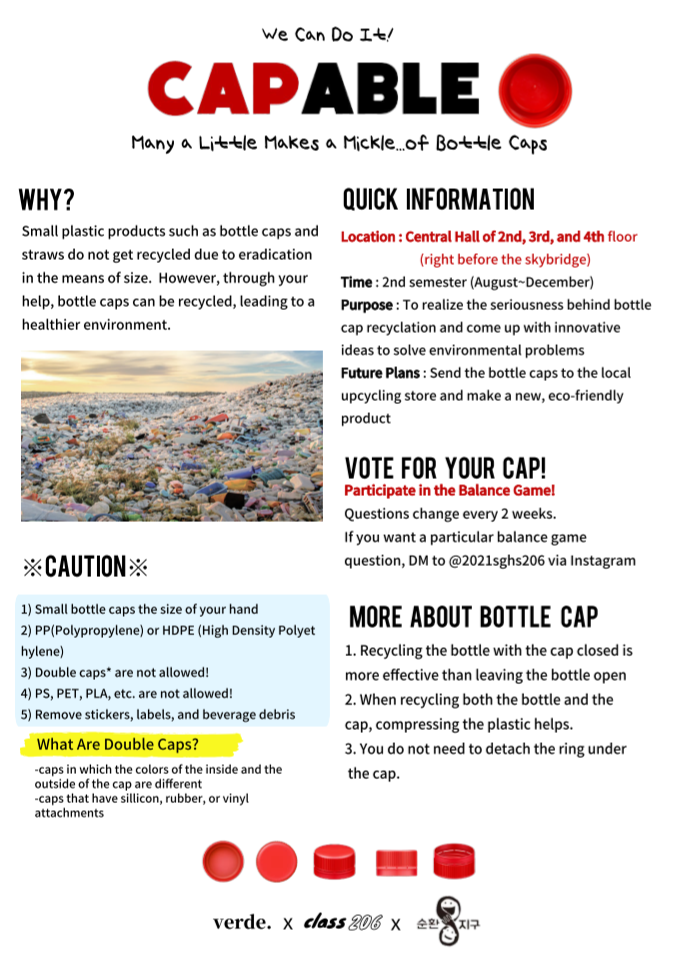 We Can Do It!
CAPABLE
Many a Little Makes a Mickle...of Bottle Caps
WHY?
Small plastic products such as bottle caps and
straws do not get recycled due to eradication
in the means of size. However, through your
help, bottle caps can be recycled, leading to a
healthier environment.
※CAUTION※
1) Small bottle caps the size of your hand
2) PP(Polypropylene) or HDPE (High Density Polyet
hylene)
3) Double caps* are not allowed!
4) PS, PET, PLA, etc. are not allowed!
5) Remove stickers, labels, and beverage debris
What Are Double Caps?
-caps in which the colors of the inside and the
outside of the cap are different
-caps that have sillicon, rubber, or vinyl
attachments
QUICK INFORMATION
Location : Central Hall of 2nd, 3rd, and 4th floor
(right before the skybridge)
Time : 2nd semester (August~December)
Purpose : To realize the seriousness behind bottle
cap recyclation and come up with innovative
ideas to solve environmental problems
Future Plans : Send the bottle caps to the local
upcycling store and make a new, eco-friendly
product
VOTE FOR YOUR CAP!
Participate in the Balance Game!
Questions change every 2 weeks.
If you want a particular balance game
question, DM to @2021sghs206 via Instagram
MORE ABOUT BOTTLE CAP
1. Recycling the bottle with the cap closed is
more effective than leaving the bottle open
2. When recycling both the bottle and the
cap, compressing the plastic helps.
3. You do not need to detach the ring under
the cap.
verde. x class 206 x 순환 지구